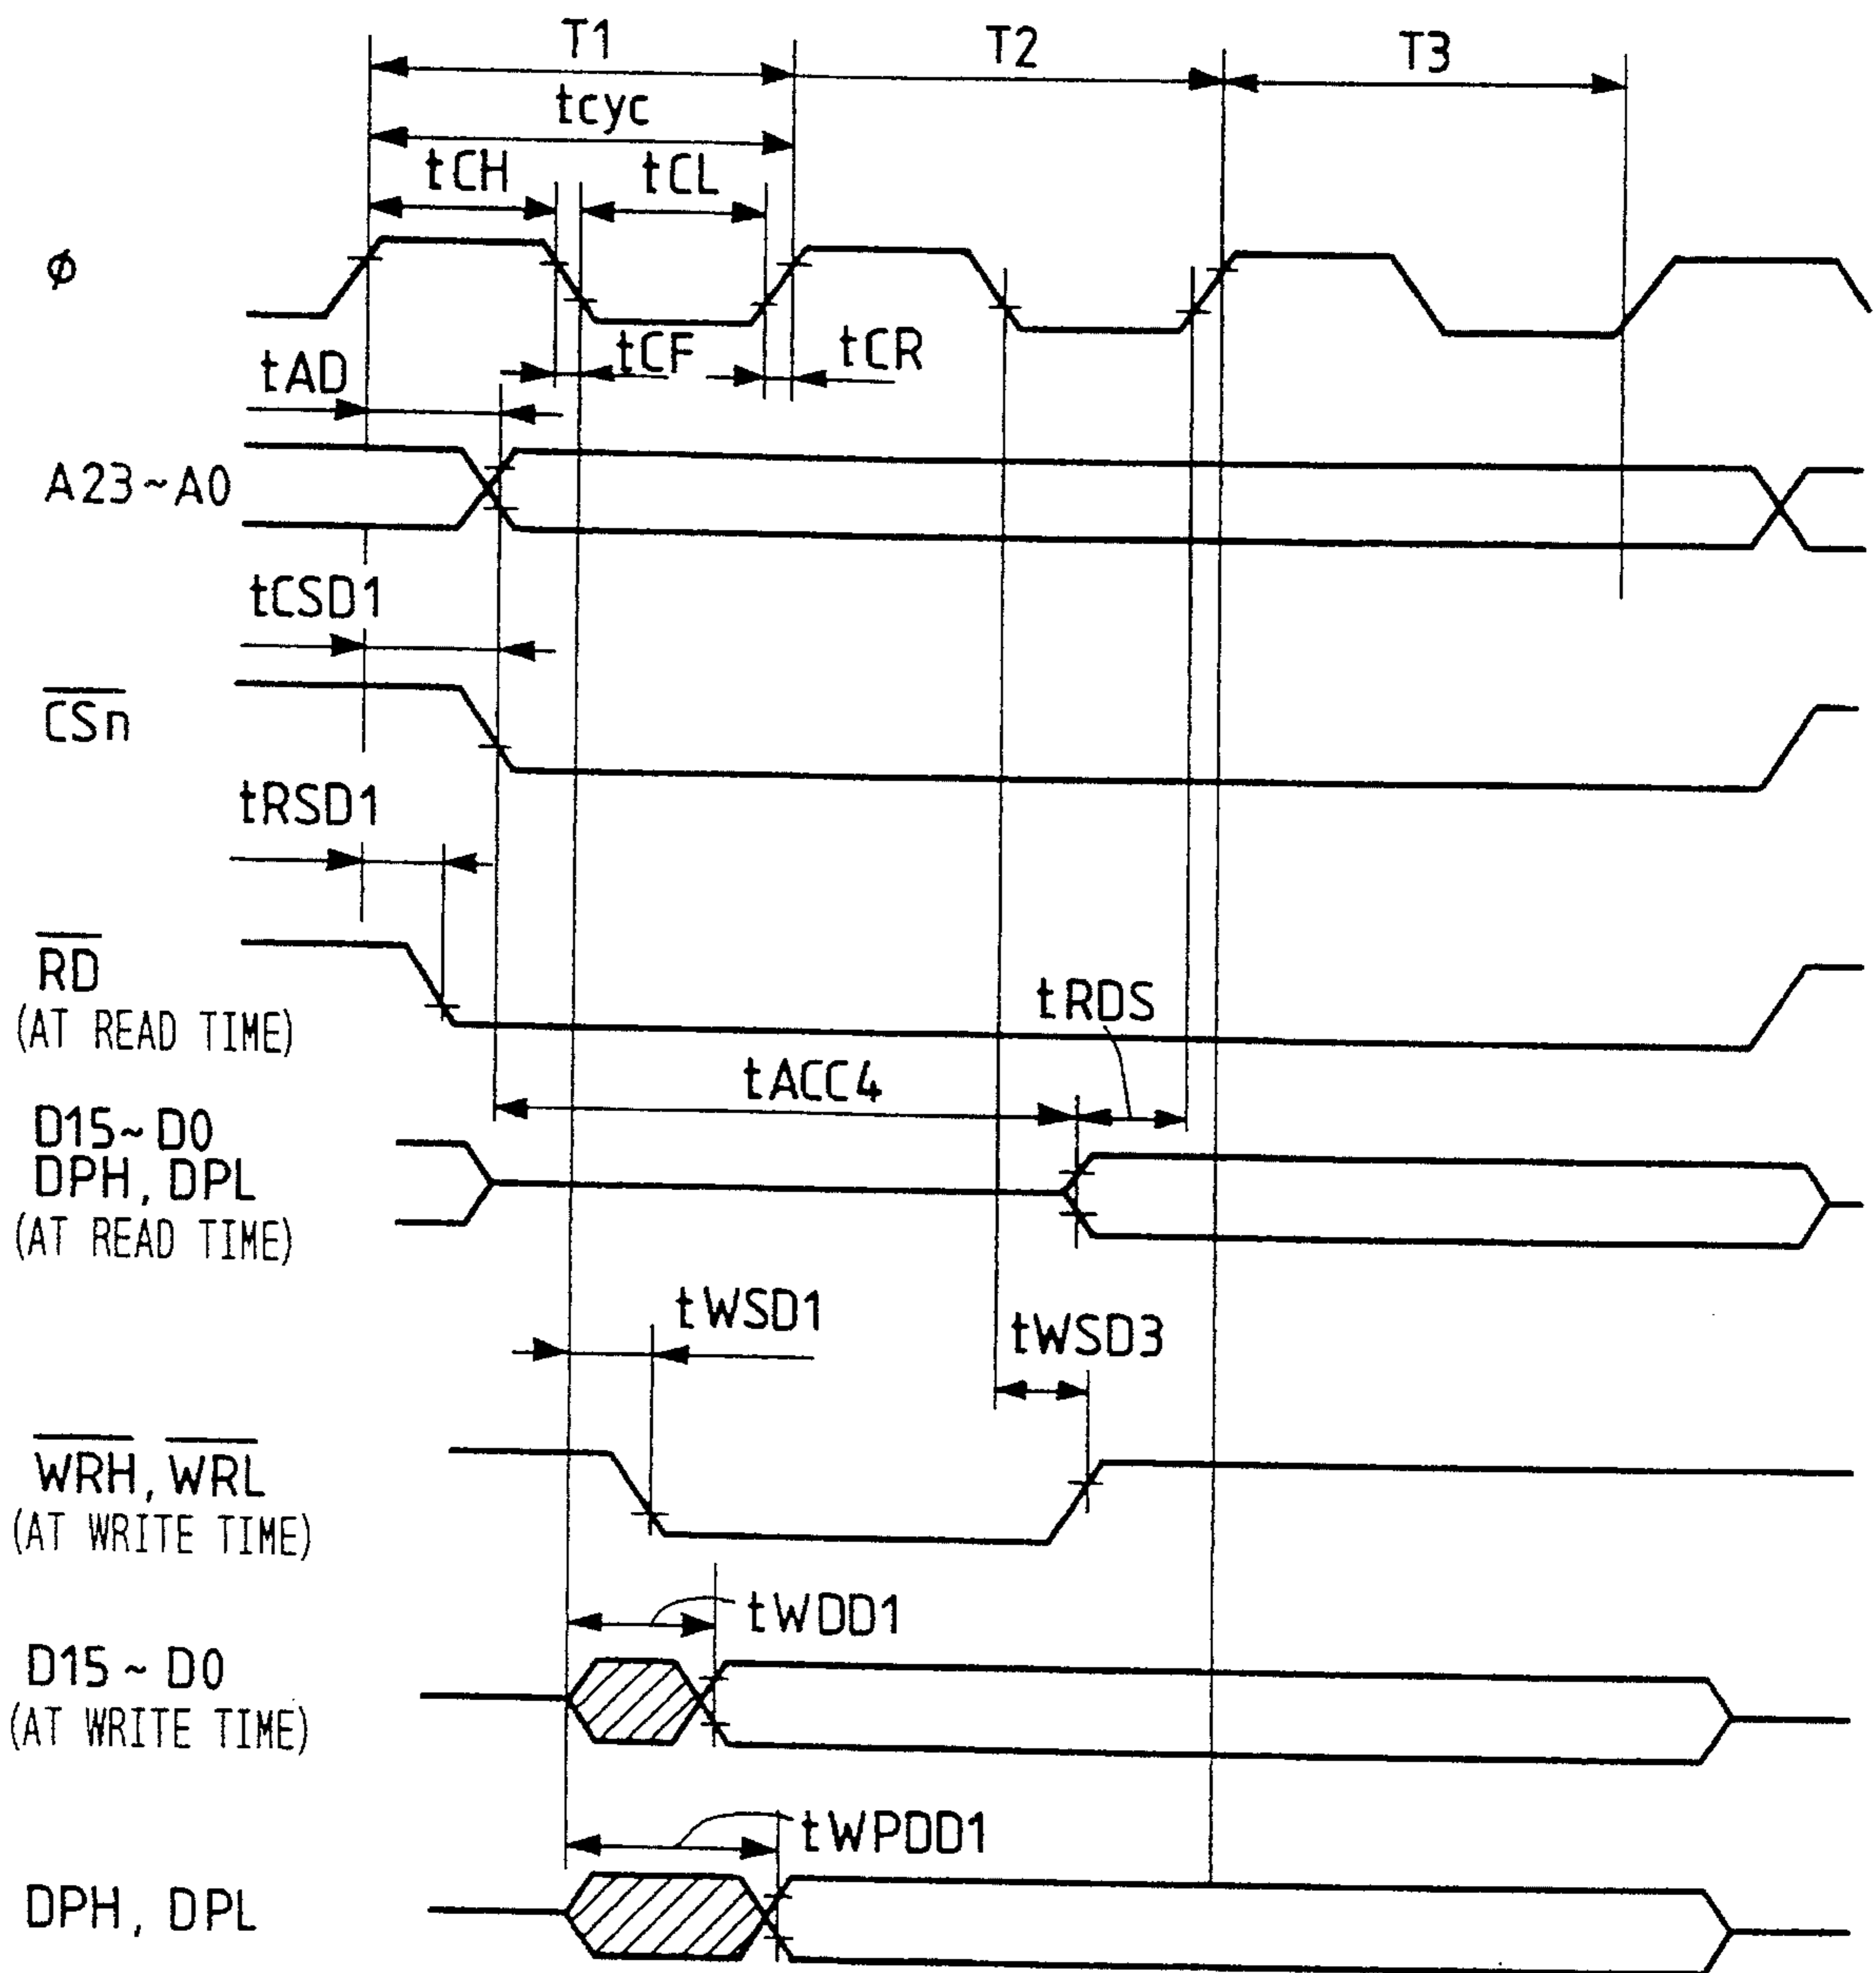 T1 T2 T3
tcyc
tCH tCL
ø
tCF tCR
tAD
A23~A0
tCSD1
CSn
tRSD1
RD
(AT READ TIME)
tRDS
tACC4
D15~D0
DPH, DPL
(AT READ TIME)
tWSD1
tWSD3
WRH, WRL
(AT WRITE TIME)
tWDD1
D15~D0
(AT WRITE TIME)
tWPDD1
DPH, DPL